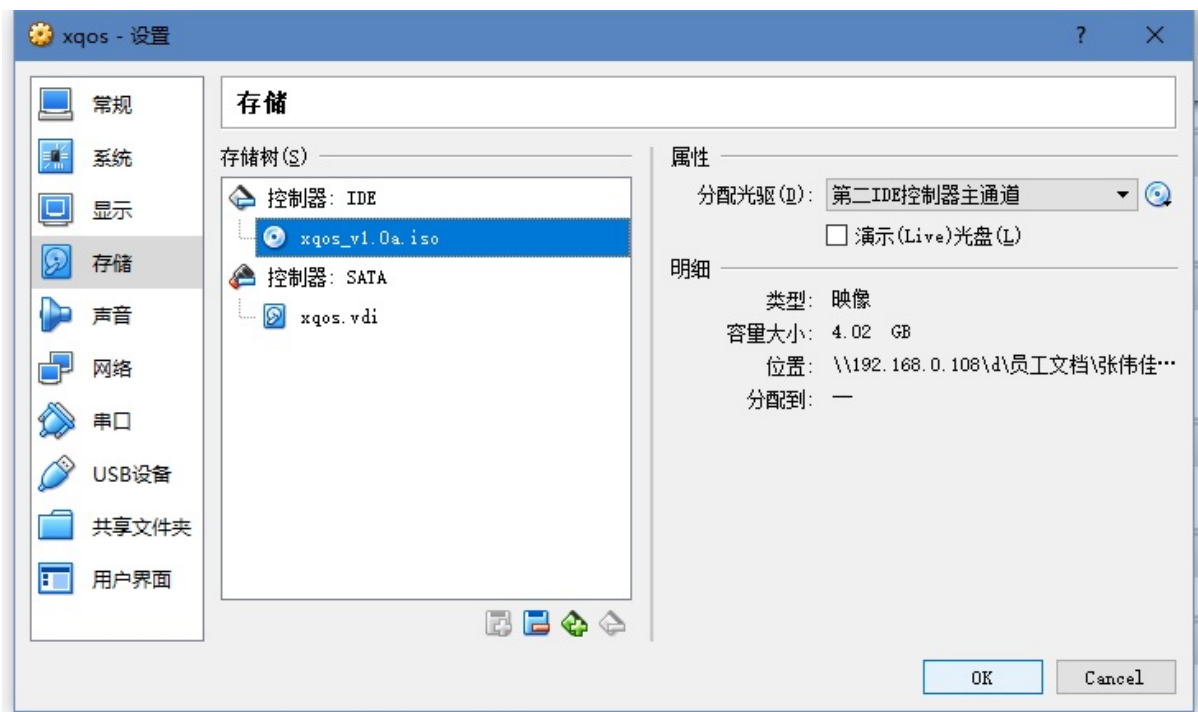 xqos - 设置
?
常规
系统
显示
存储
声音
网络
串口
USB设备
共享文件夹
用户界面
存储
存储树(S)
控制器: IDE
xqos_v1.0a.iso
控制器: SATA
xqos.vdi
属性
分配光驱(D): 第二IDE控制器主通道
演示(Live)光盘(L)
明细
类型: 映像
容量大小: 4.02 GB
位置: \\192.168.0.108\d\员工文档\张伟佳…
分配到: —
OK
Cancel